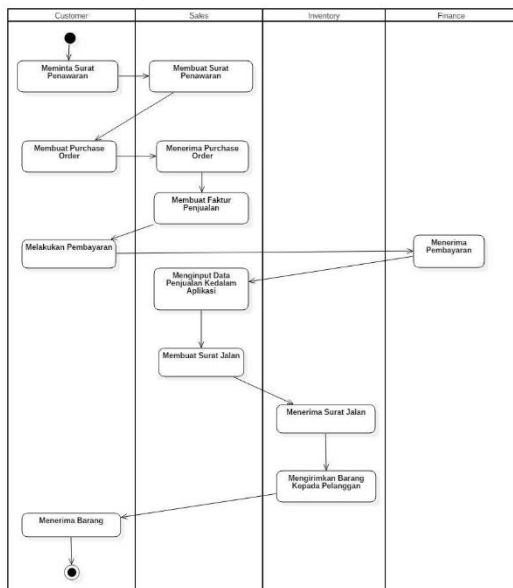 Customer
Sales
Inventory
Finance
Meminta Surat
Penawaran
Membuat Surat
Penawaran
Membuat Purchase
Order
Menerima Purchase
Order
Membuat Faktur
Penjualan
Melakukan Pembayaran
Menerima
Pembayaran
Menginput Data
Penjualan Kedalam
Aplikasi
Membuat Surat Jalan
Menerima Surat Jalan
Mengirimkan Barang
Kepada Pelanggan
Menerima Barang